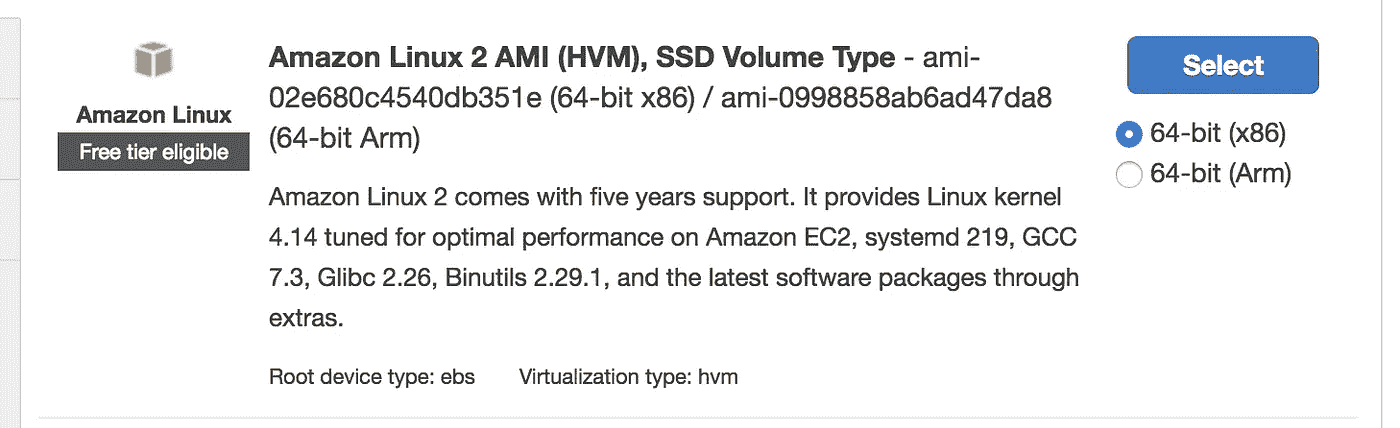 Amazon Linux
Free tier eligible
Amazon Linux 2 AMI (HVM), SSD Volume Type - ami-
02e680c4540db351e (64-bit x86) / ami-0998858ab6ad47da8
(64-bit Arm)
Amazon Linux 2 comes with five years support. It provides Linux kernel
4.14 tuned for optimal performance on Amazon EC2, systemd 219, GCC
7.3, Glibc 2.26, Binutils 2.29.1, and the latest software packages through
extras.
Root device type: ebs Virtualization type: hvm
Select
64-bit (x86)
64-bit (Arm)